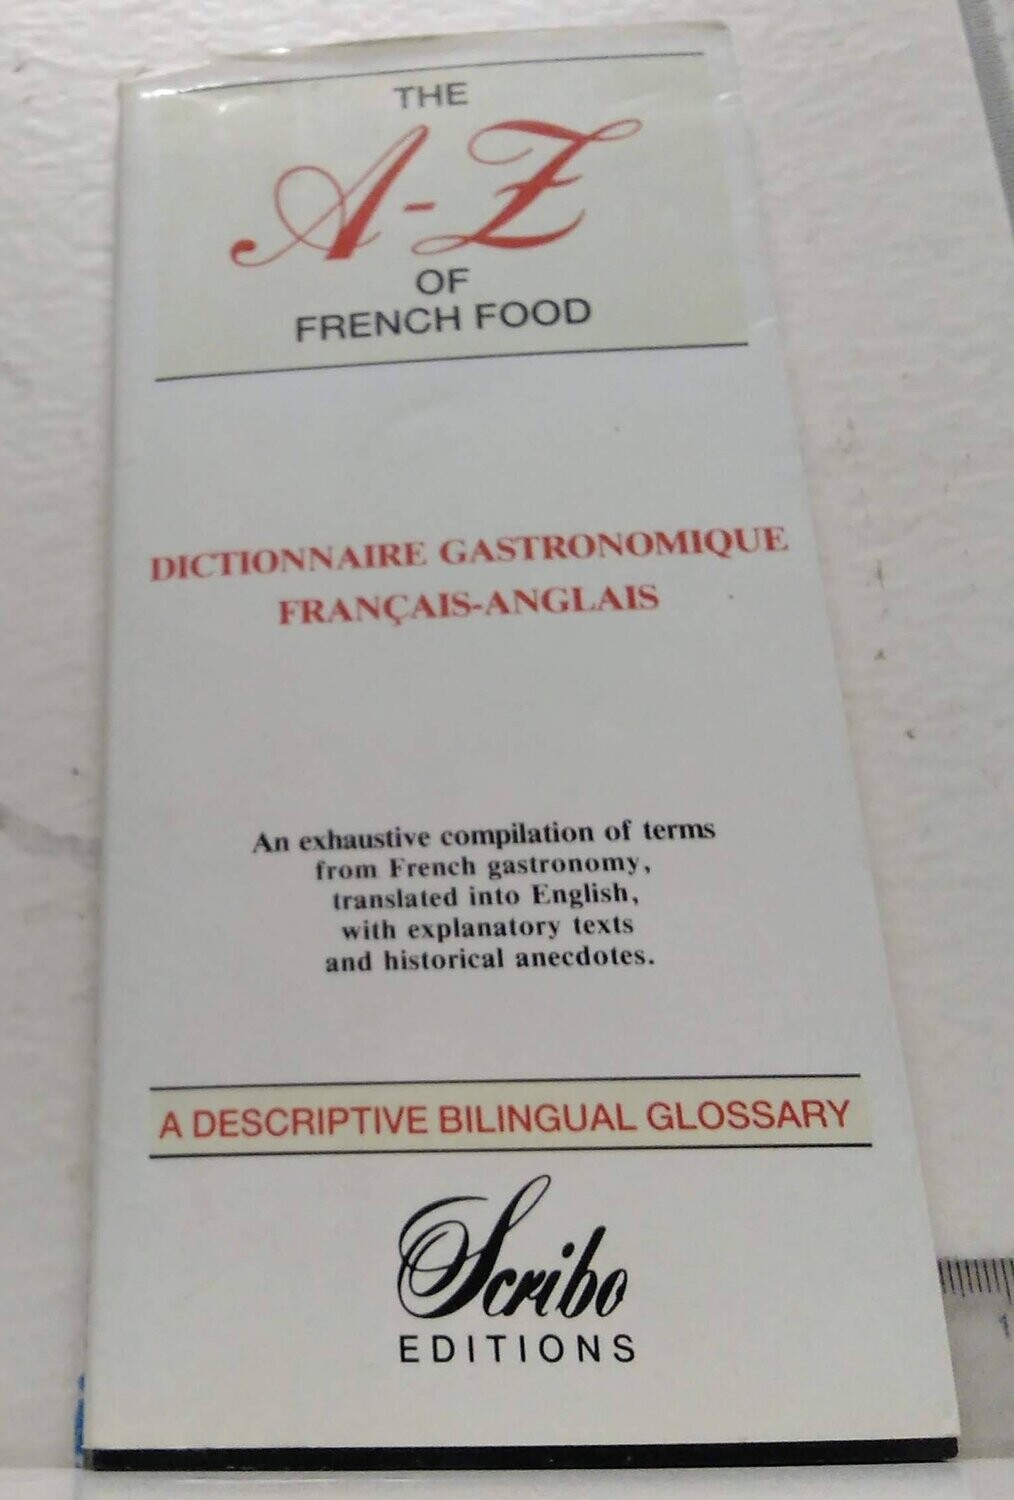 THE
A-Z
OF
FRENCH FOOD
DICTIONNAIRE GASTRONOMIQUE
FRANÇAIS-ANGLAIS
An exhaustive compilation of terms
from French gastronomy,
translated into English,
with explanatory texts
and historical anecdotes.
A DESCRIPTIVE BILINGUAL GLOSSARY
Scribo
EDITIONS
1